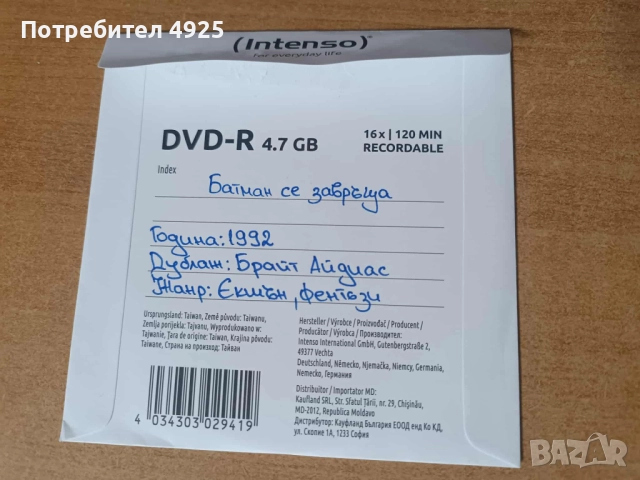 Потребител 4925
(intenso)®
For everyday life
DVD-R 4.7 GB
16x | 120 MIN
RECORDABLE
Index
Батман се завръща
Година: 1992
Дублаж: Брайт Айдиас
Жанр: Екшън, фентъзи
Ursprungsland: Taiwan, Země původu: Taiwanu,
Zemlja porijekla: Tajvanu, Wyprodukowano w:
Tajwanie, Țara de origine: Taiwan, Krajina pôvodu:
Taiwane, Страна на произход: Тайван
Hersteller / Výrobce / Proizvođač / Producent /
Producător / Výrobca / Производител:
Intenso International GmbH, Gutenbergstraße 2,
49377 Vechta
Deutschland, Německo, Njemačka, Niemcy, Germania,
Nemecko, Германия
Distribuitor / Importator MD:
Kaufland SRL, Str. Sfatul Țării, nr. 29, Chișinău,
MD-2012, Republica Moldova
Дистрибутор: Кауфланд България ЕООД енд Ко КД,
ул. Скопие 1А, 1233 София
4 034303 029419
BAZAR.bg